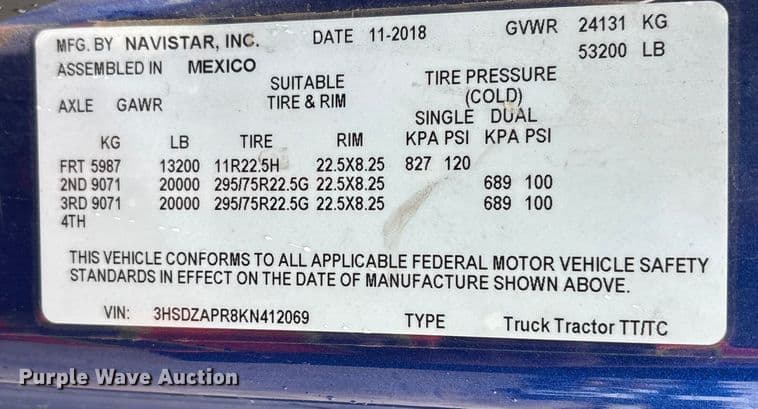 MFG. BY NAVISTAR, INC. DATE 11-2018 GVWR 24131 KG
53200 LB
ASSEMBLED IN MEXICO
SUITABLE TIRE PRESSURE
AXLE GAWR TIRE & RIM (COLD)
SINGLE DUAL
KG LB TIRE RIM KPA PSI KPA PSI
FRT 5987 13200 11R22.5H 22.5X8.25 827 120
2ND 9071 20000 295/75R22.5G 22.5X8.25 689 100
3RD 9071 20000 295/75R22.5G 22.5X8.25 689 100
4TH
THIS VEHICLE CONFORMS TO ALL APPLICABLE FEDERAL MOTOR VEHICLE SAFETY
STANDARDS IN EFFECT ON THE DATE OF MANUFACTURE SHOWN ABOVE.
VIN: 3HSDZAPR8KN412069 TYPE Truck Tractor TT/TC
Purple Wave Auction